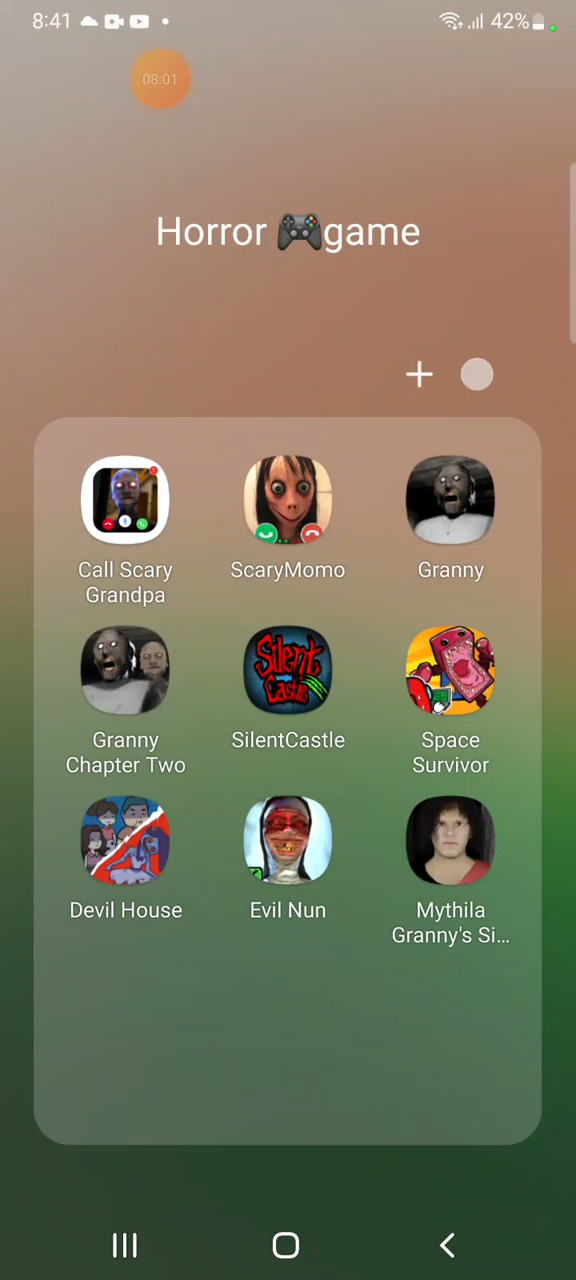 8:41
42%
08:01
Horror 🎮game
Call Scary
Grandpa
ScaryMomo
Granny
Granny
Chapter Two
Silent
Castle
SilentCastle
Space
Survivor
Devil House
Evil Nun
Mythila
Granny's Si...